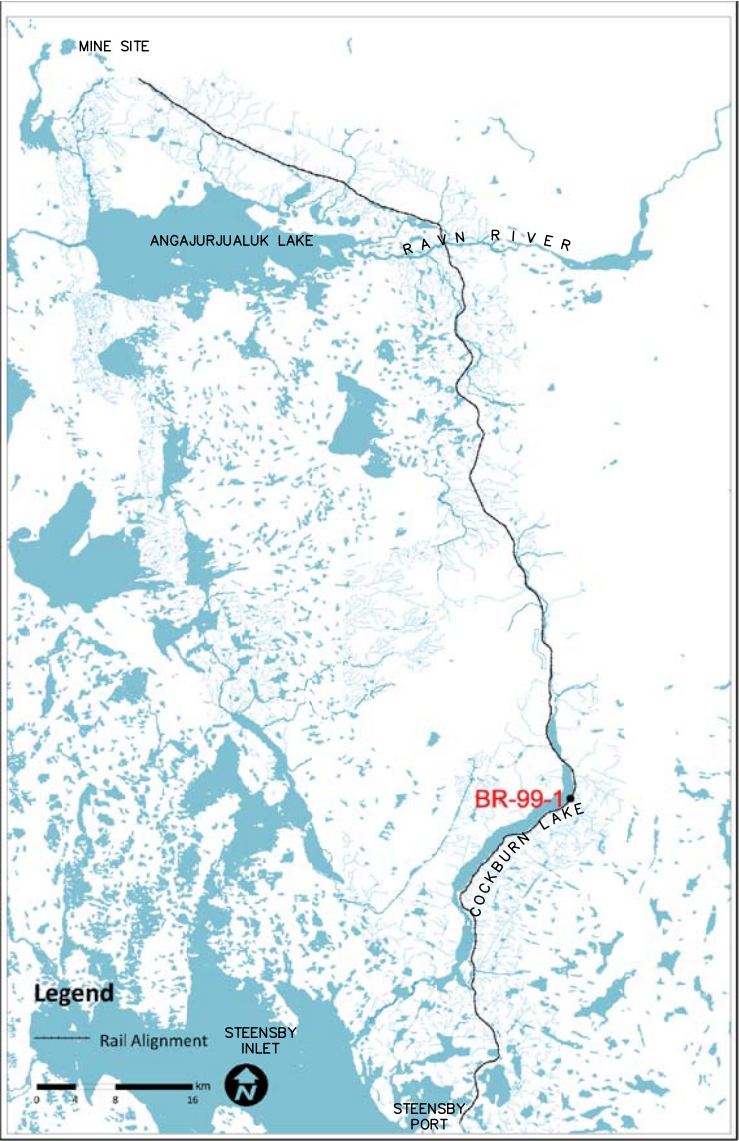 MINE SITE
ANGAJURJUALUK LAKE
RAVN RIVER
BR-99-1
COCKBURN LAKE
Legend
Rail Alignment
STEENSBY
INLET
km
0 4 8 16
N
STEENSBY
PORT